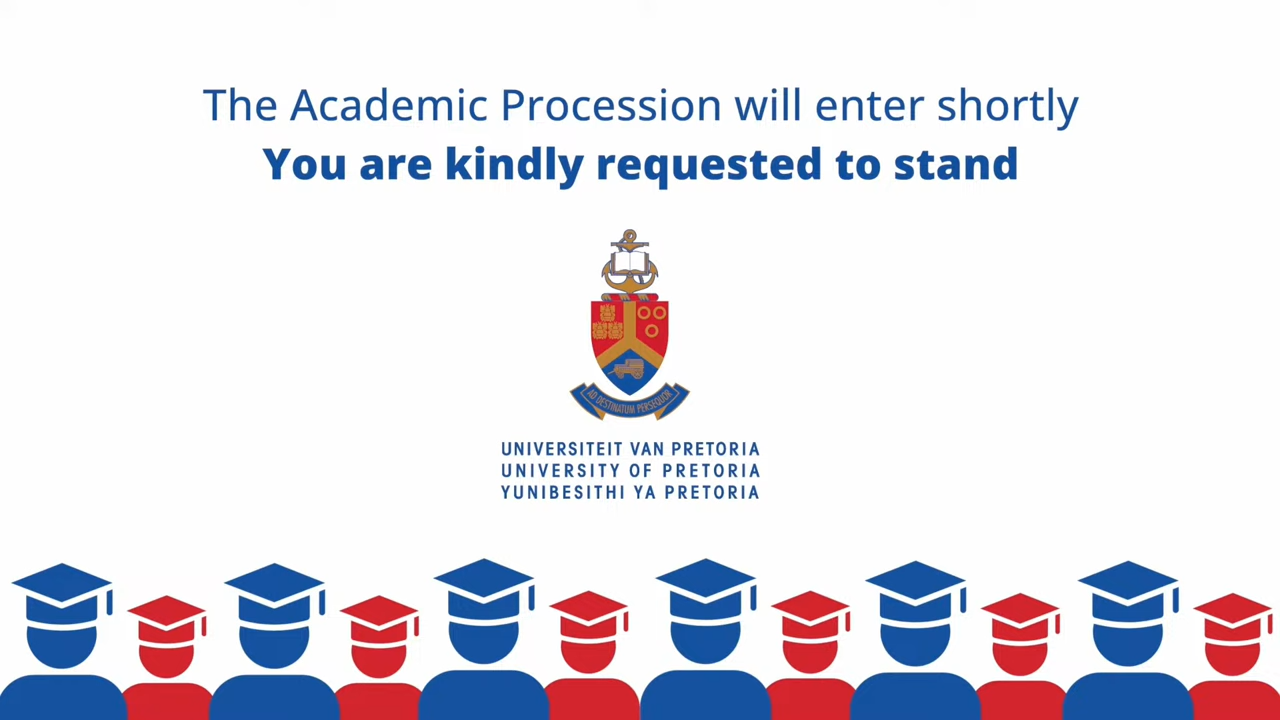 The Academic Procession will enter shortly
You are kindly requested to stand
AD DESTINATUM PERSEQUOR
UNIVERSITEIT VAN PRETORIA
UNIVERSITY OF PRETORIA
YUNIBESITHI YA PRETORIA